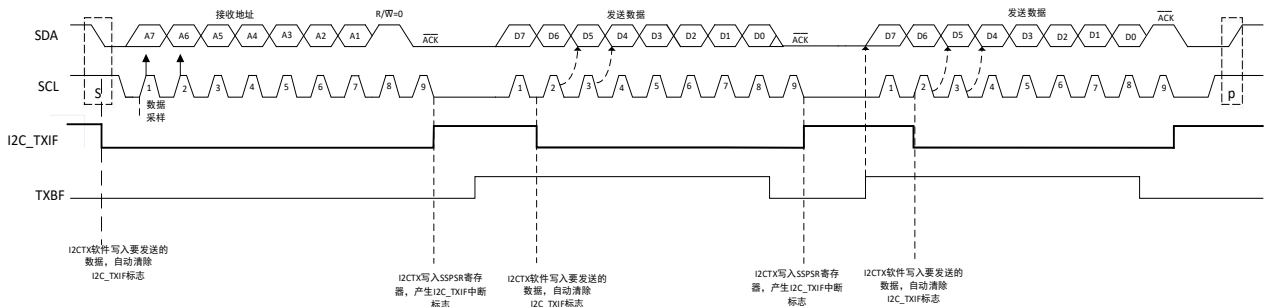 接收地址
R/W̅=0
发送数据
发送数据
A̅C̅K̅
SDA
A7 A6 A5 A4 A3 A2 A1
A̅C̅K̅
D7 D6 D5 D4 D3 D2 D1 D0
A̅C̅K̅
D7 D6 D5 D4 D3 D2 D1 D0
SCL
S
1 2 3 4 5 6 7 8 9
1 2 3 4 5 6 7 8 9
1 2 3 4 5 6 7 8 9
p
数据
采样
I2C_TXIF
TXBF
I2CTX软件写入要发送的
数据，自动清除
I2C_TXIF标志
I2CTX写入SSPSR寄存
器，产生I2C_TXIF中断
标志
I2CTX软件写入要发送的
数据，自动清除
I2C_TXIF标志
I2CTX写入SSPSR寄存
器，产生I2C_TXIF中断
标志
I2CTX软件写入要发送的
数据，自动清除
I2C_TXIF标志